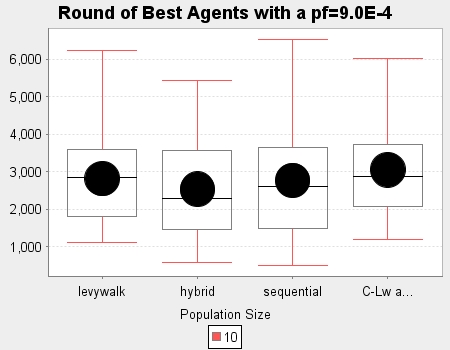 Round of Best Agents with a pf=9.0E-4
6,000
5,000
4,000
3,000
2,000
1,000
levywalk hybrid sequential C-Lw a...
Population Size
10